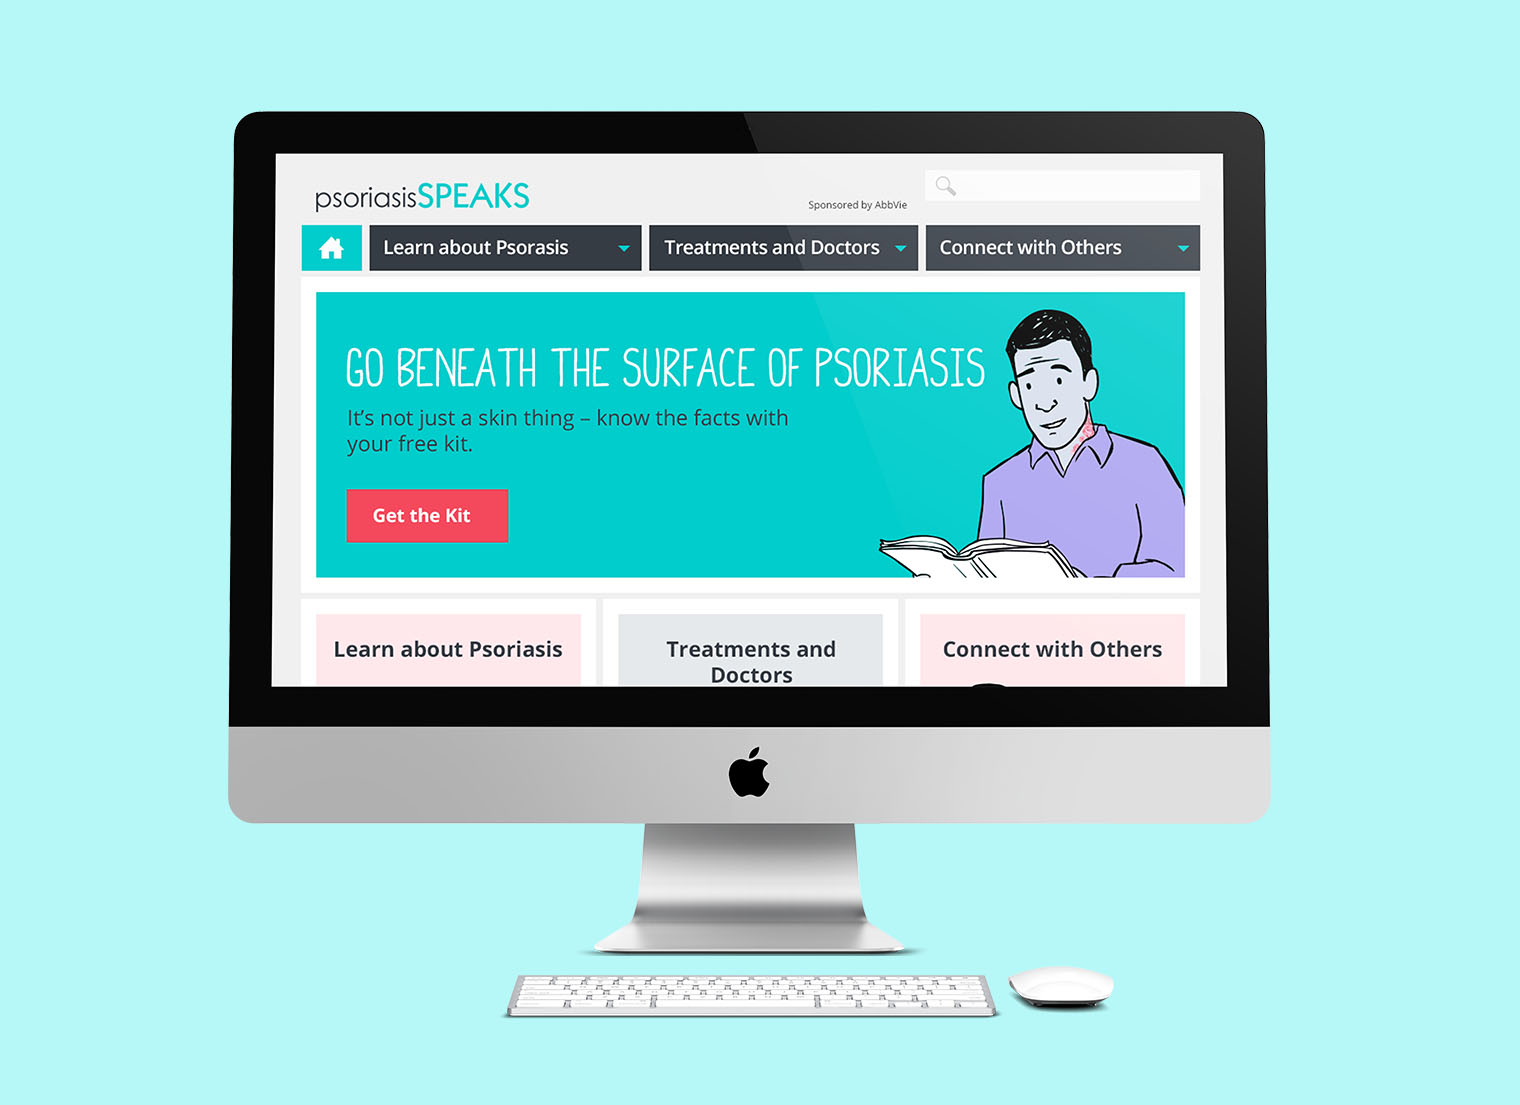 psoriasisSPEAKS
Sponsored by AbbVie
Learn about Psorasis
Treatments and Doctors
Connect with Others
GO BENEATH THE SURFACE OF PSORIASIS
It's not just a skin thing – know the facts with
your free kit.
Get the Kit
Learn about Psoriasis
Treatments and
Doctors
Connect with Others